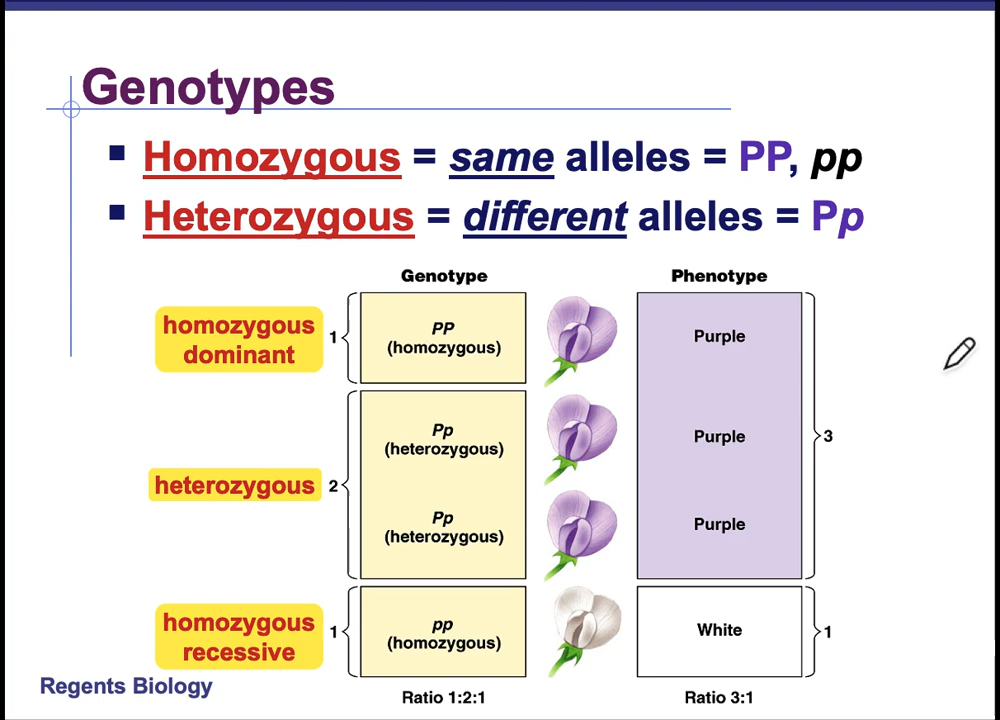 Genotypes
Homozygous = same alleles = PP, pp
Heterozygous = different alleles = Pp
Genotype
Phenotype
homozygous
dominant
1
PP
(homozygous)
Purple
heterozygous
2
Pp
(heterozygous)
Purple
3
Pp
(heterozygous)
Purple
homozygous
recessive
1
pp
(homozygous)
White
1
Regents Biology
Ratio 1:2:1
Ratio 3:1